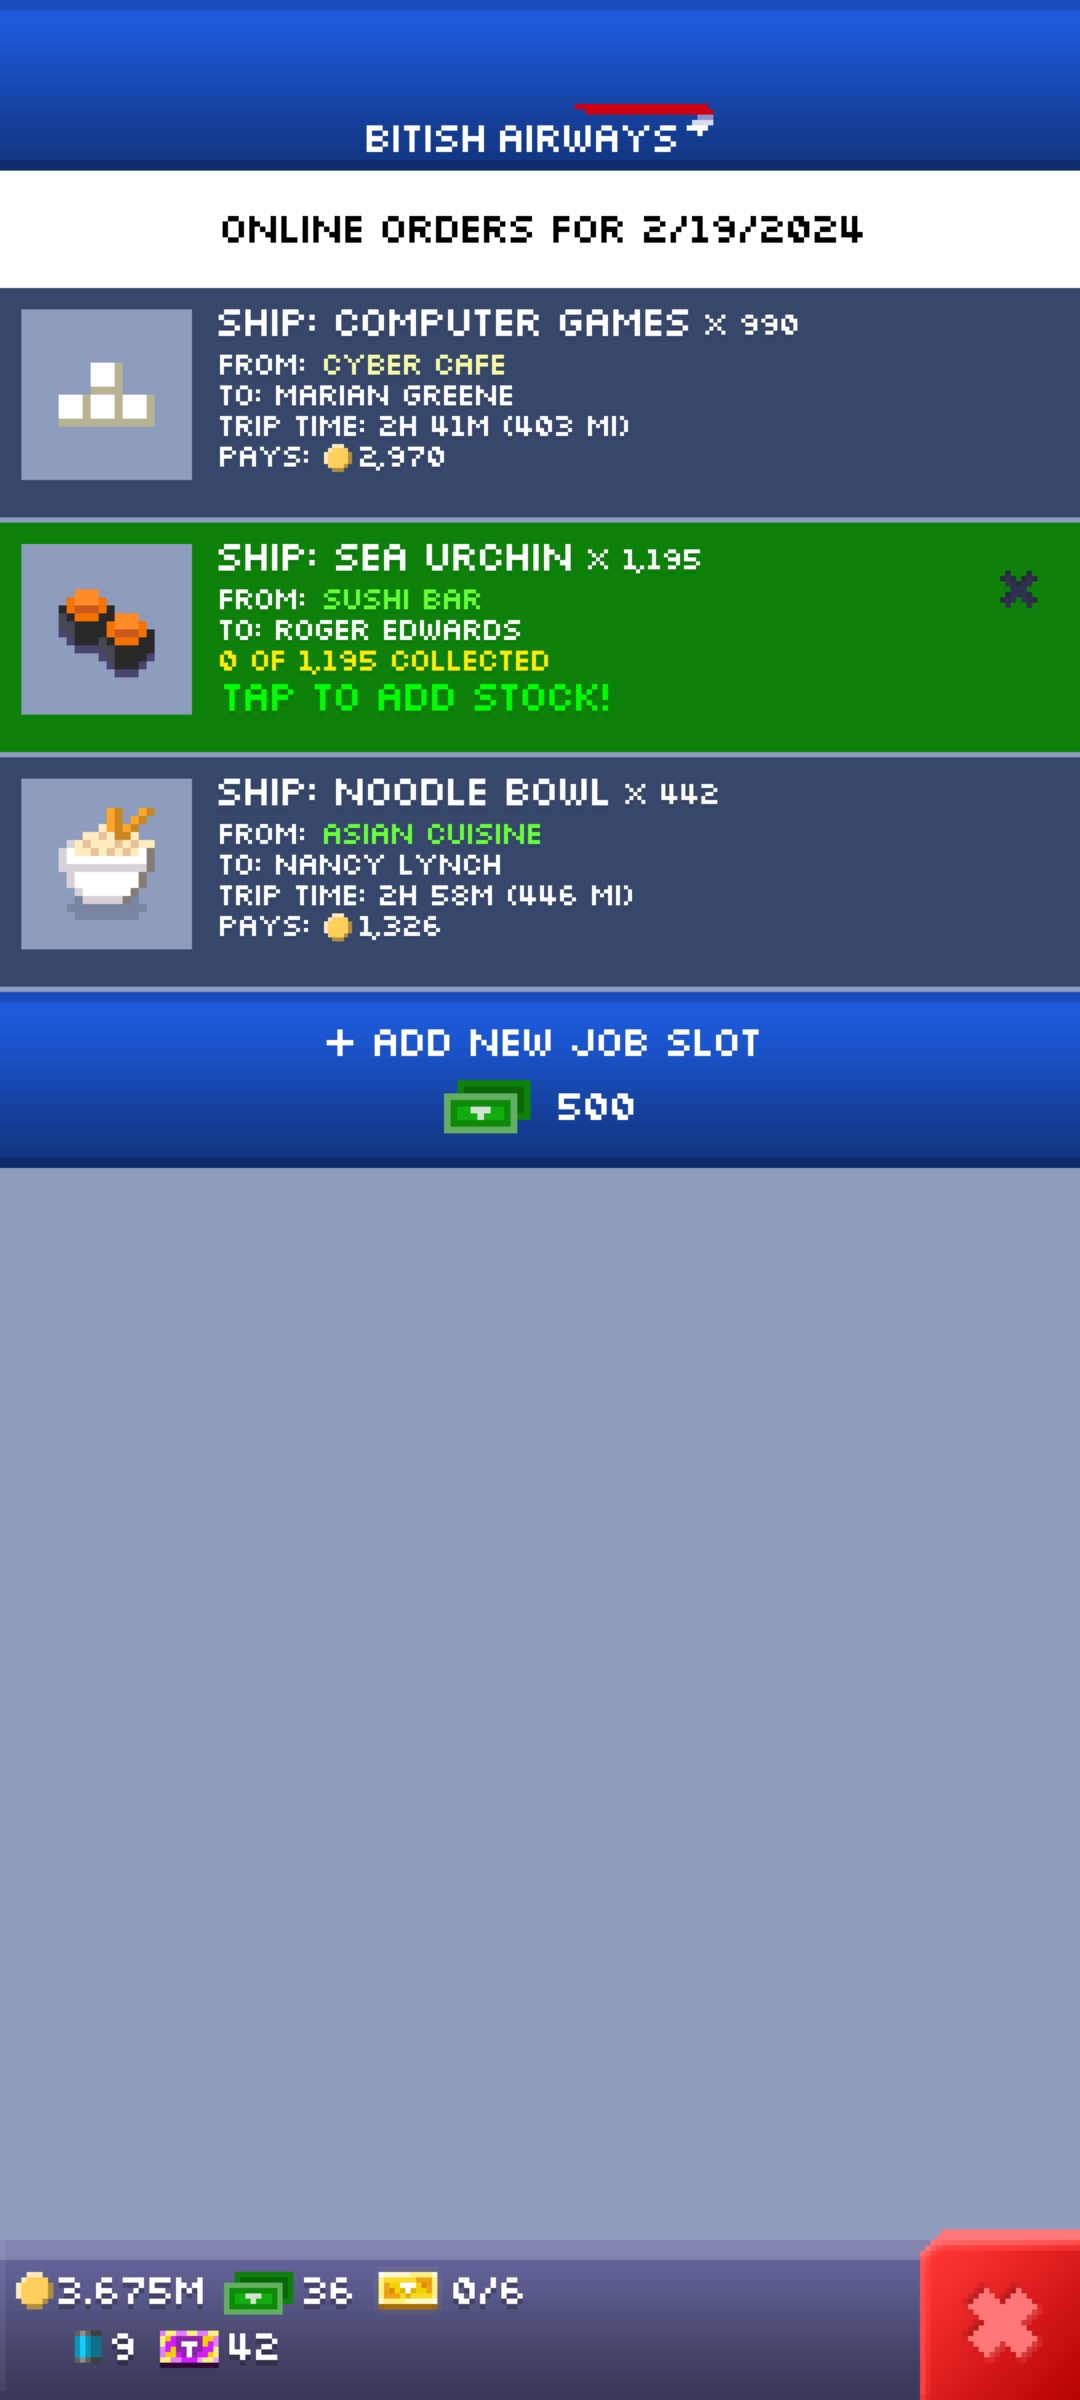 BITISH AIRWAYS
ONLINE ORDERS FOR 2/19/2024
SHIP: COMPUTER GAMES X 990
FROM: CYBER CAFE
TO: MARIAN GREENE
TRIP TIME: 2H 41M (403 MI)
PAYS: 2,970
SHIP: SEA URCHIN X 1,195
FROM: SUSHI BAR
TO: ROGER EDWARDS
0 OF 1,195 COLLECTED
TAP TO ADD STOCK!
SHIP: NOODLE BOWL X 442
FROM: ASIAN CUISINE
TO: NANCY LYNCH
TRIP TIME: 2H 58M (446 MI)
PAYS: 1,326
+ ADD NEW JOB SLOT
500
3.675M 36 0/6
9 T 42